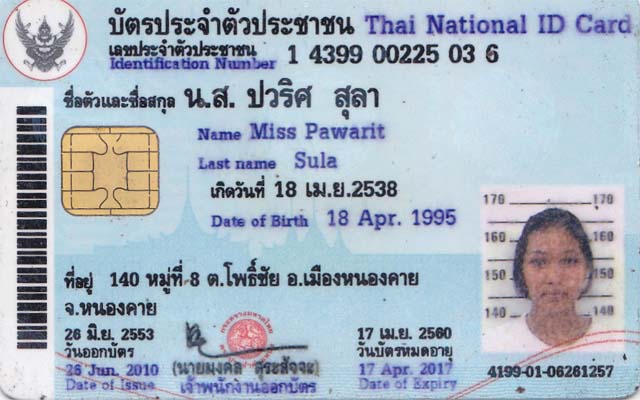 บัตรประจำตัวประชาชน Thai National ID Card
เลขประจำตัวประชาชน 1 4399 00225 03 6
Identification Number
ชื่อตัวและชื่อสกุล น.ส. ปวริศ สุลา
Name Miss Pawarit
Last name Sula
เกิดวันที่ 18 เม.ย.2538
Date of Birth 18 Apr. 1995
170 170
160 160
150 150
140 140
ที่อยู่ 140 หมู่ที่ 8 ต.โพธิ์ชัย อ.เมืองหนองคาย
จ.หนองคาย
26 มิ.ย. 2553
วันออกบัตร
26 Jun. 2010
Date of Issue
(นายมงคล สุระสัจจะ)
เจ้าพนักงานออกบัตร
17 เม.ย. 2560
วันบัตรหมดอายุ
17 Apr. 2017
Date of Expiry
4199-01-06261257